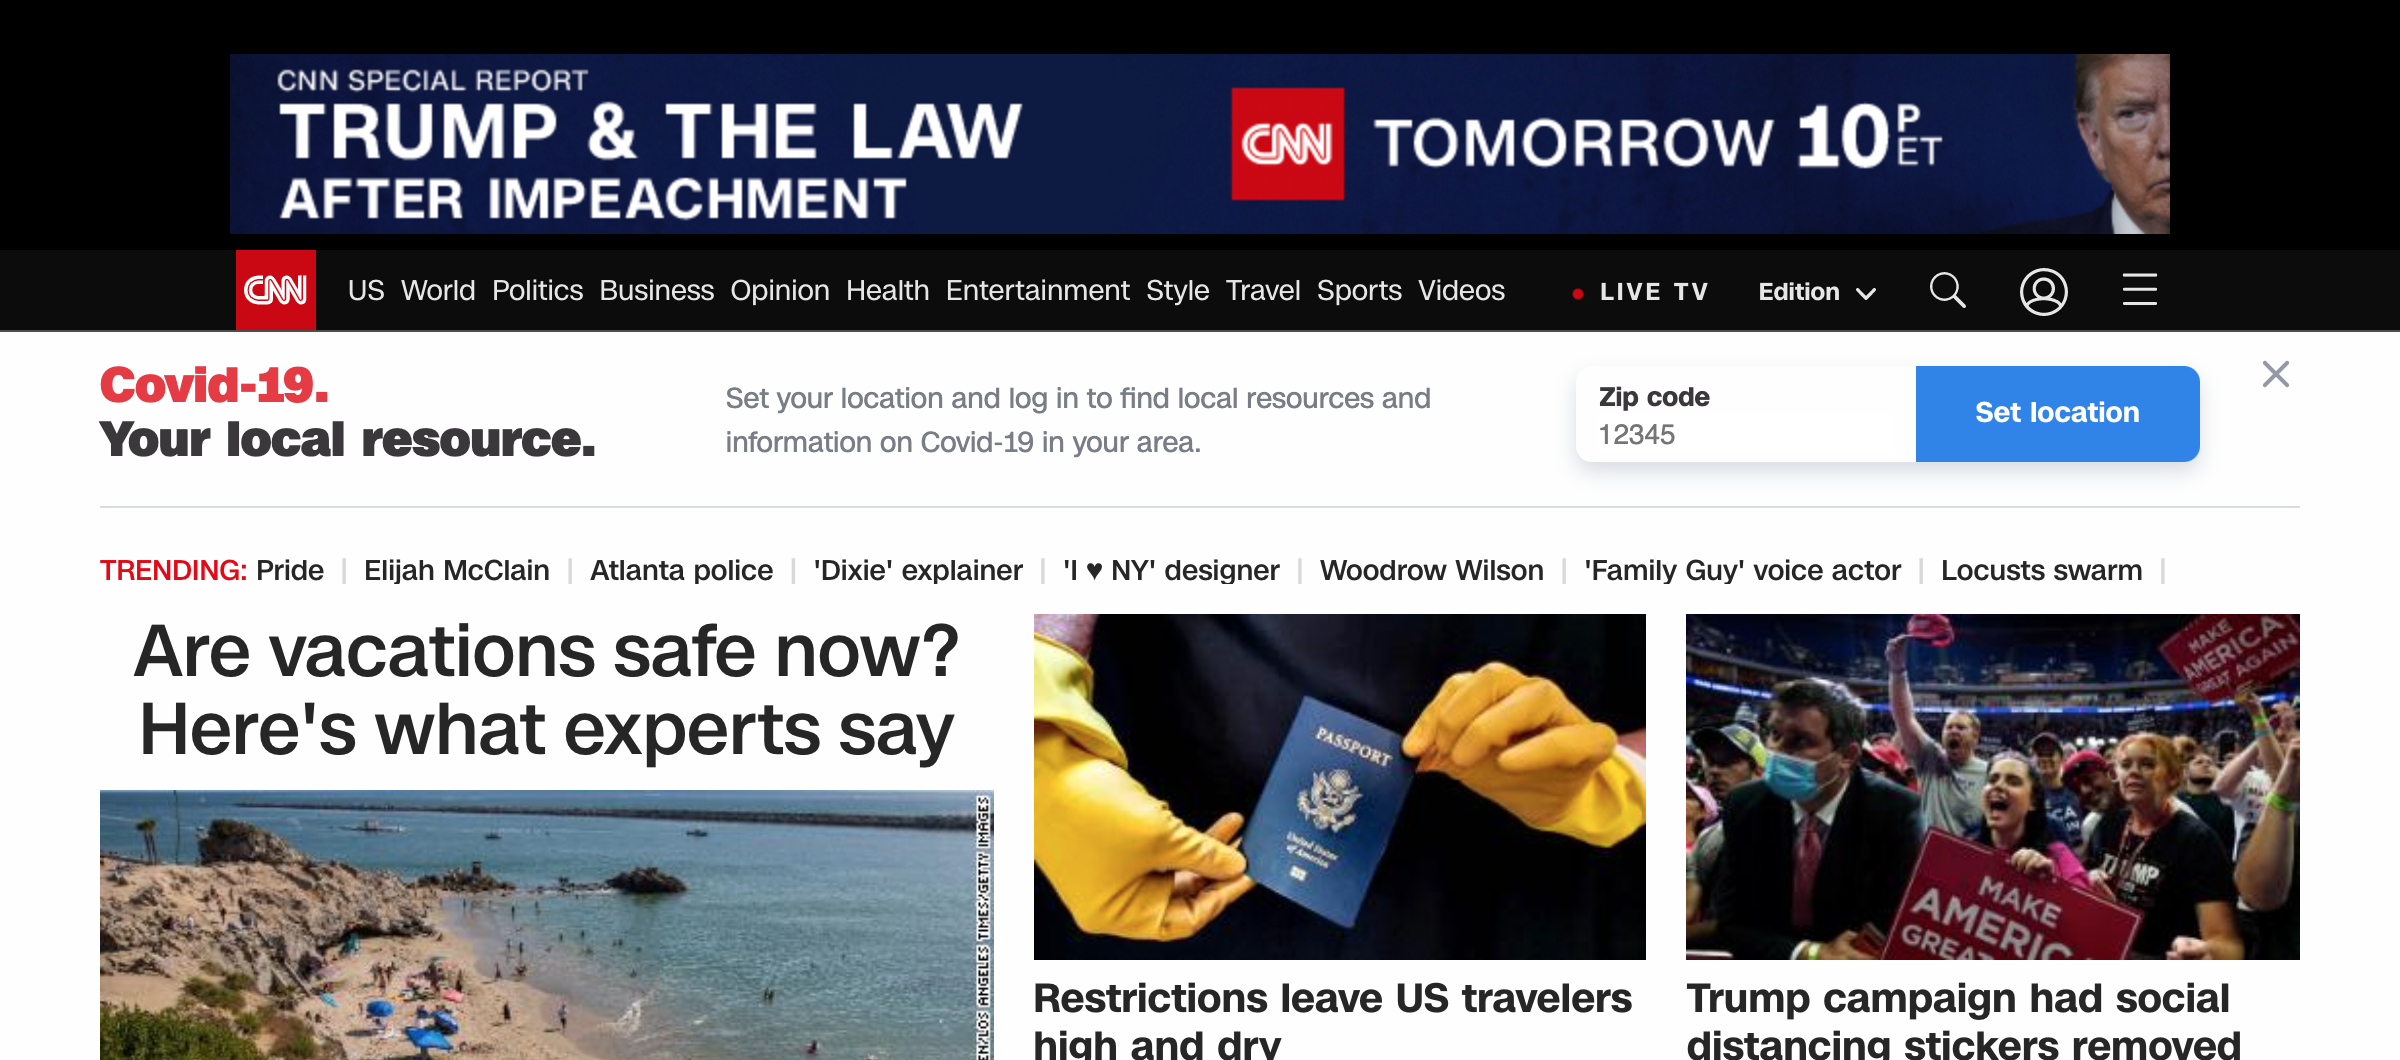 CNN SPECIAL REPORT
TRUMP & THE LAW
AFTER IMPEACHMENT
CNN TOMORROW 10 P ET
CNN US World Politics Business Opinion Health Entertainment Style Travel Sports Videos LIVE TV Edition
Covid-19.
Your local resource.
Set your location and log in to find local resources and
information on Covid-19 in your area.
Zip code
12345
Set location
TRENDING: Pride | Elijah McClain | Atlanta police | 'Dixie' explainer | 'I ♥ NY' designer | Woodrow Wilson | 'Family Guy' voice actor | Locusts swarm |
Are vacations safe now?
Here's what experts say
LOS ANGELES TIMES/GETTY IMAGES
PASSPORT
United States
of America
Restrictions leave US travelers
high and dry
MAKE
AMERICA
GREAT AGAIN
TRUMP
MAKE
AMERIC
GREAT
Trump campaign had social
distancing stickers removed